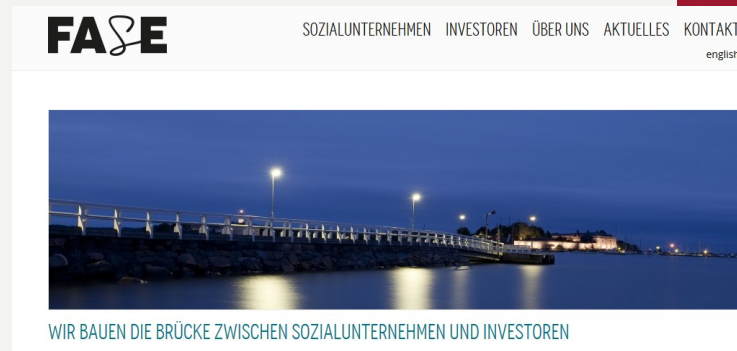 FASE
SOZIALUNTERNEHMEN INVESTOREN ÜBER UNS AKTUELLES KONTAKT
english
WIR BAUEN DIE BRÜCKE ZWISCHEN SOZIALUNTERNEHMEN UND INVESTOREN